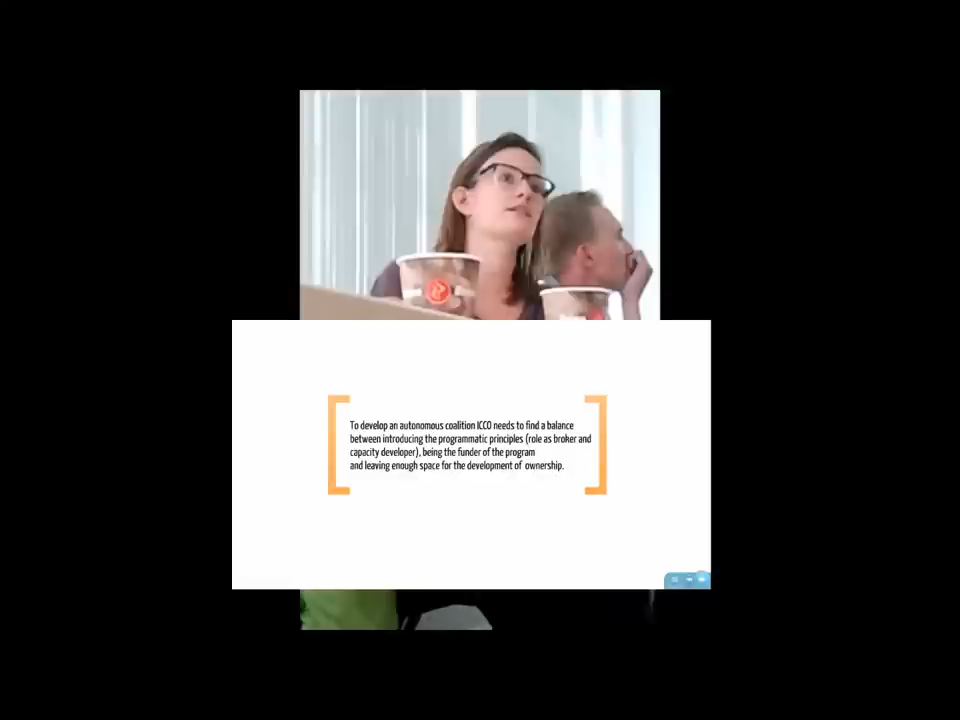 To develop an autonomous coalition ICCO needs to find a balance
between introducing the programmatic principles (role as broker and
capacity developer), being the funder of the program
and leaving enough space for the development of ownership.